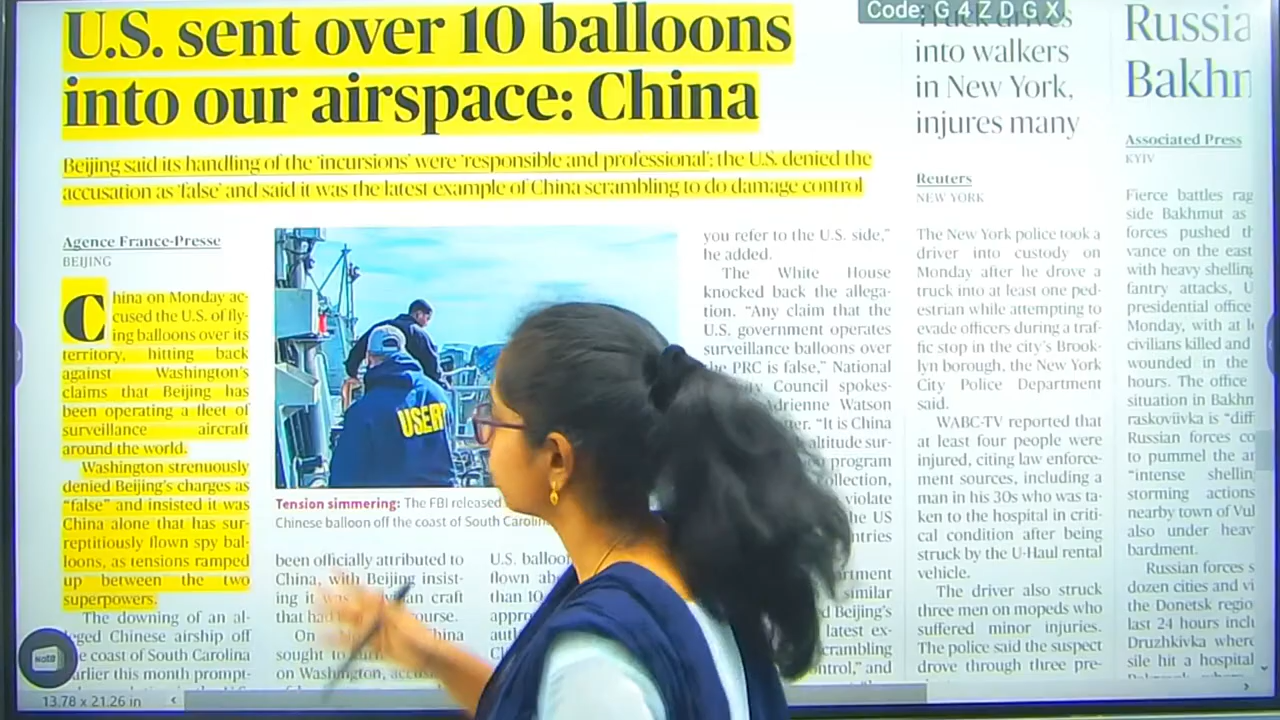 Code: G 4 Z D G X
U.S. sent over 10 balloons
into our airspace: China
Beijing said its handling of the ‘incursions’ were ‘responsible and professional’; the U.S. denied the
accusation as ‘false’ and said it was the latest example of China scrambling to do damage control
Agence France-Presse
BEIJING
China on Monday ac-
cused the U.S. of fly-
ing balloons over its
territory, hitting back
against Washington’s
claims that Beijing has
been operating a fleet of
surveillance aircraft
around the world.
Washington strenuously
denied Beijing’s charges as
“false” and insisted it was
China alone that has sur-
reptitiously flown spy bal-
loons, as tensions ramped
up between the two
superpowers.
The downing of an al-
leged Chinese airship off
coast of South Carolina
earlier this month prompt-
USER
Tension simmering: The FBI released
Chinese balloon off the coast of South Carolin
been officially attributed to
China, with Beijing insist-
ing it was craft
that had course.
On China
sought to
on Washington,
U.S. balloo
flown ab
than 10
appro
auth
you refer to the U.S. side,”
he added.
The White House
knocked back the allega-
tion. “Any claim that the
U.S. government operates
surveillance balloons over
the PRC is false,” National
Council spokes-
Adrienne Watson
“It is China
altitude sur-
program
ollection,
violate
the US
ntries
rtment
imilar
Beijing’s
latest ex-
crambling
ntrol,” and
into walkers
in New York,
injures many
Reuters
NEW YORK
The New York police took a
driver into custody on
Monday after he drove a
truck into at least one ped-
estrian while attempting to
evade officers during a traf-
fic stop in the city’s Brook-
lyn borough, the New York
City Police Department
said.
WABC-TV reported that
at least four people were
injured, citing law enforce-
ment sources, including a
man in his 30s who was ta-
ken to the hospital in criti-
cal condition after being
struck by the U-Haul rental
vehicle.
The driver also struck
three men on mopeds who
suffered minor injuries.
The police said the suspect
drove through three pre-
Russia
Bakhm
Associated Press
KYIV
Fierce battles rag
side Bakhmut as
forces pushed th
vance on the east
with heavy shelling
fantry attacks, U
presidential office
Monday, with at le
civilians killed and
wounded in the
hours. The office
situation in Bakhm
raskoviivka is “diff
Russian forces co
to pummel the ar
“intense shelling
storming actions
nearby town of Vul
also under heav
bardment.
Russian forces s
dozen cities and vi
the Donetsk regio
last 24 hours incl
Druzhkivka where
sile hit a hospital
Note
13.78 x 21.26 in